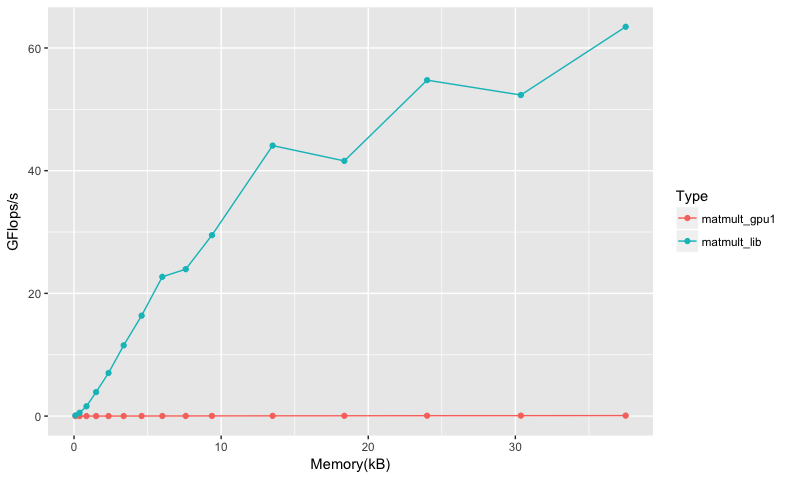 60
40
20
0
GFlops/s
0 10 20 30
Memory(kB)
Type
matmult_gpu1
matmult_lib